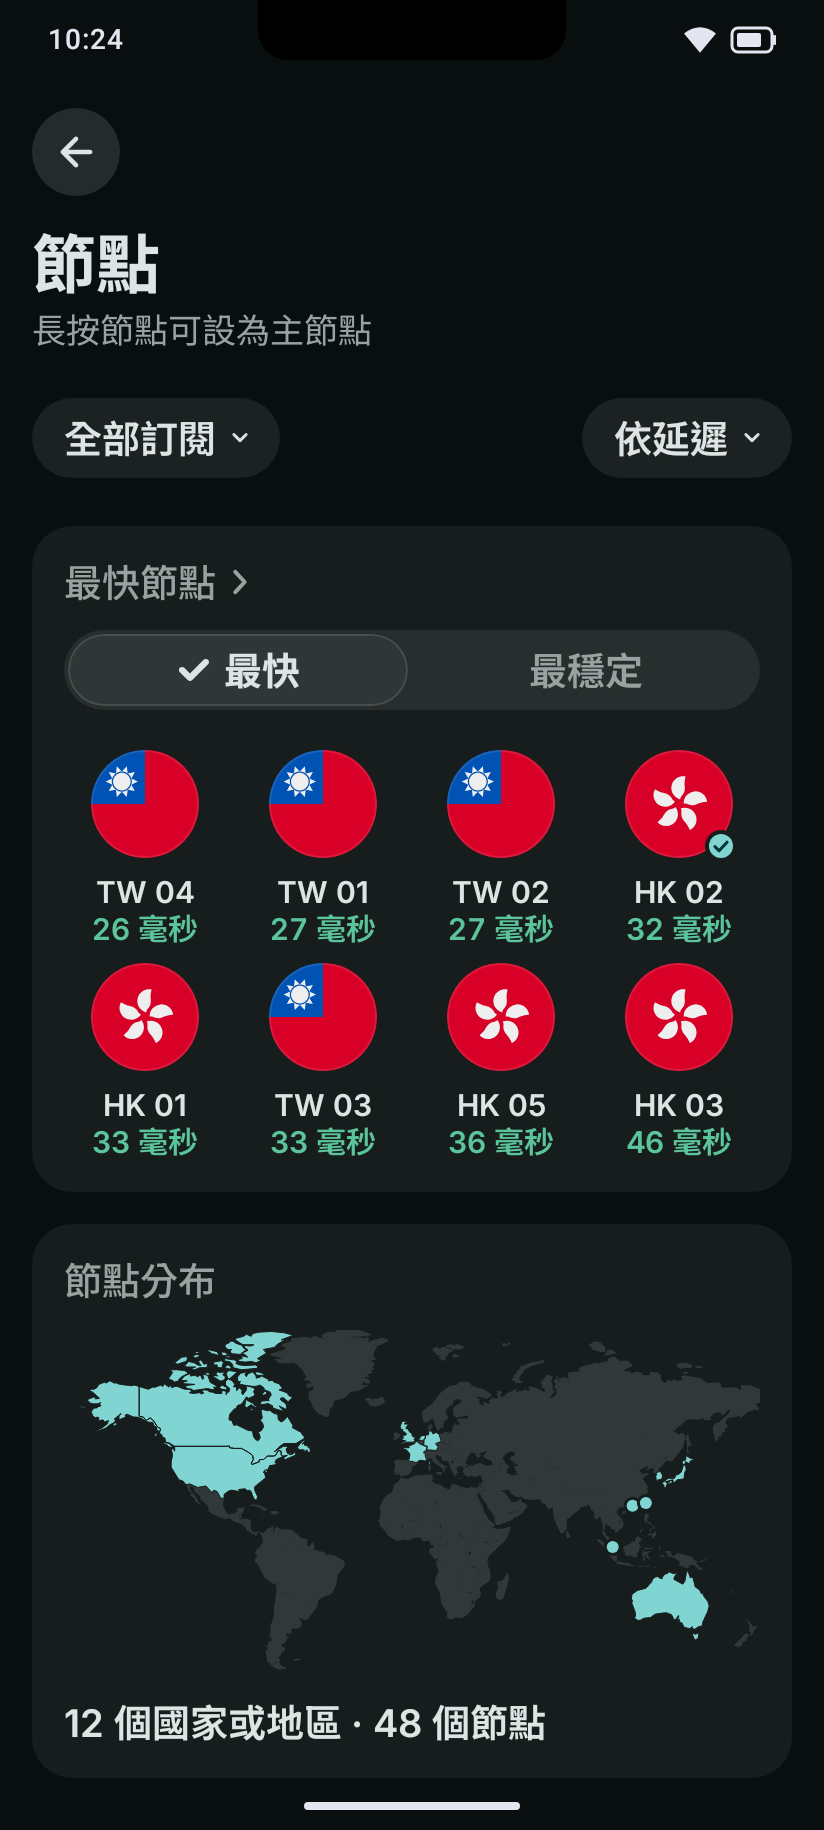 10:24
節點
長按節點可設為主節點
全部訂閱
依延遲
最快節點
最快
最穩定
TW 04
26 毫秒
TW 01
27 毫秒
TW 02
27 毫秒
HK 02
32 毫秒
HK 01
33 毫秒
TW 03
33 毫秒
HK 05
36 毫秒
HK 03
46 毫秒
節點分布
12 個國家或地區 · 48 個節點